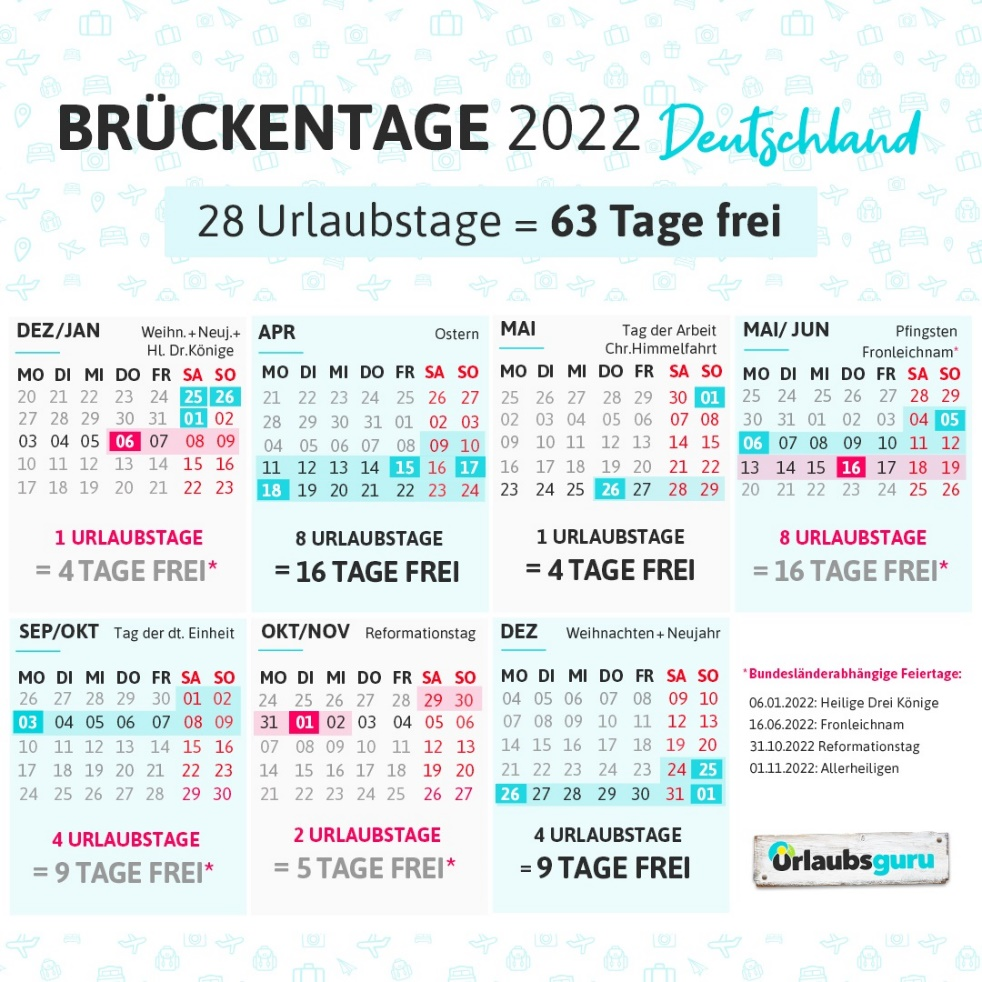 BRÜCKENTAGE 2022 Deutschland
28 Urlaubstage = 63 Tage frei
DEZ/JAN Weihn.+Neuj.+
Hl. Dr.Könige
MO DI MI DO FR SA SO
20 21 22 23 24 25 26
27 28 29 30 31 01 02
03 04 05 06 07 08 09
10 11 12 13 14 15 16
17 18 19 20 21 22 23
1 URLAUBSTAGE
= 4 TAGE FREI*
APR Ostern
MO DI MI DO FR SA SO
21 22 23 24 25 26 27
28 29 30 31 01 02 03
04 05 06 07 08 09 10
11 12 13 14 15 16 17
18 19 20 21 22 23 24
8 URLAUBSTAGE
= 16 TAGE FREI
MAI Tag der Arbeit
Chr.Himmelfahrt
MO DI MI DO FR SA SO
25 26 27 28 29 30 01
02 03 04 05 06 07 08
09 10 11 12 13 14 15
16 17 18 19 20 21 22
23 24 25 26 27 28 29
1 URLAUBSTAGE
= 4 TAGE FREI
MAI/ JUN Pfingsten
Fronleichnam*
MO DI MI DO FR SA SO
25 24 25 26 27 28 29
30 31 01 02 03 04 05
06 07 08 09 10 11 12
13 14 15 16 17 18 19
20 21 22 23 24 25 26
8 URLAUBSTAGE
= 16 TAGE FREI*
SEP/OKT Tag der dt. Einheit
MO DI MI DO FR SA SO
26 27 28 29 30 01 02
03 04 05 06 07 08 09
10 11 12 13 14 15 16
17 18 19 20 21 22 23
24 25 26 27 28 29 30
4 URLAUBSTAGE
= 9 TAGE FREI*
OKT/NOV Reformationstag
MO DI MI DO FR SA SO
24 25 26 27 28 29 30
31 01 02 03 04 05 06
07 08 09 10 11 12 13
14 15 16 17 18 19 20
21 22 23 24 25 26 27
2 URLAUBSTAGE
= 5 TAGE FREI*
DEZ Weihnachten + Neujahr
MO DI MI DO FR SA SO
04 05 06 07 08 09 10
07 08 09 10 11 12 13
14 15 16 17 18 19 20
21 22 23 24 23 24 25
26 27 28 29 30 31 01
4 URLAUBSTAGE
= 9 TAGE FREI
*Bundesländerabhängige Feiertage:
06.01.2022: Heilige Drei Könige
16.06.2022: Fronleichnam
31.10.2022 Reformationstag
01.11.2022: Allerheiligen
Urlaubsguru